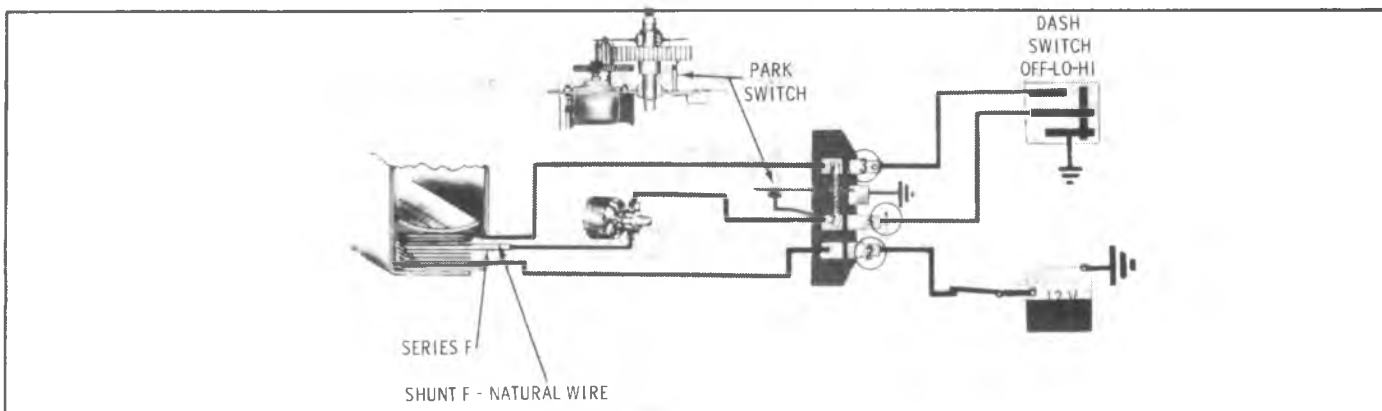 DASH
SWITCH
OFF-LO-HI
PARK
SWITCH
3
1
2
12 V
SERIES F
SHUNT F - NATURAL WIRE